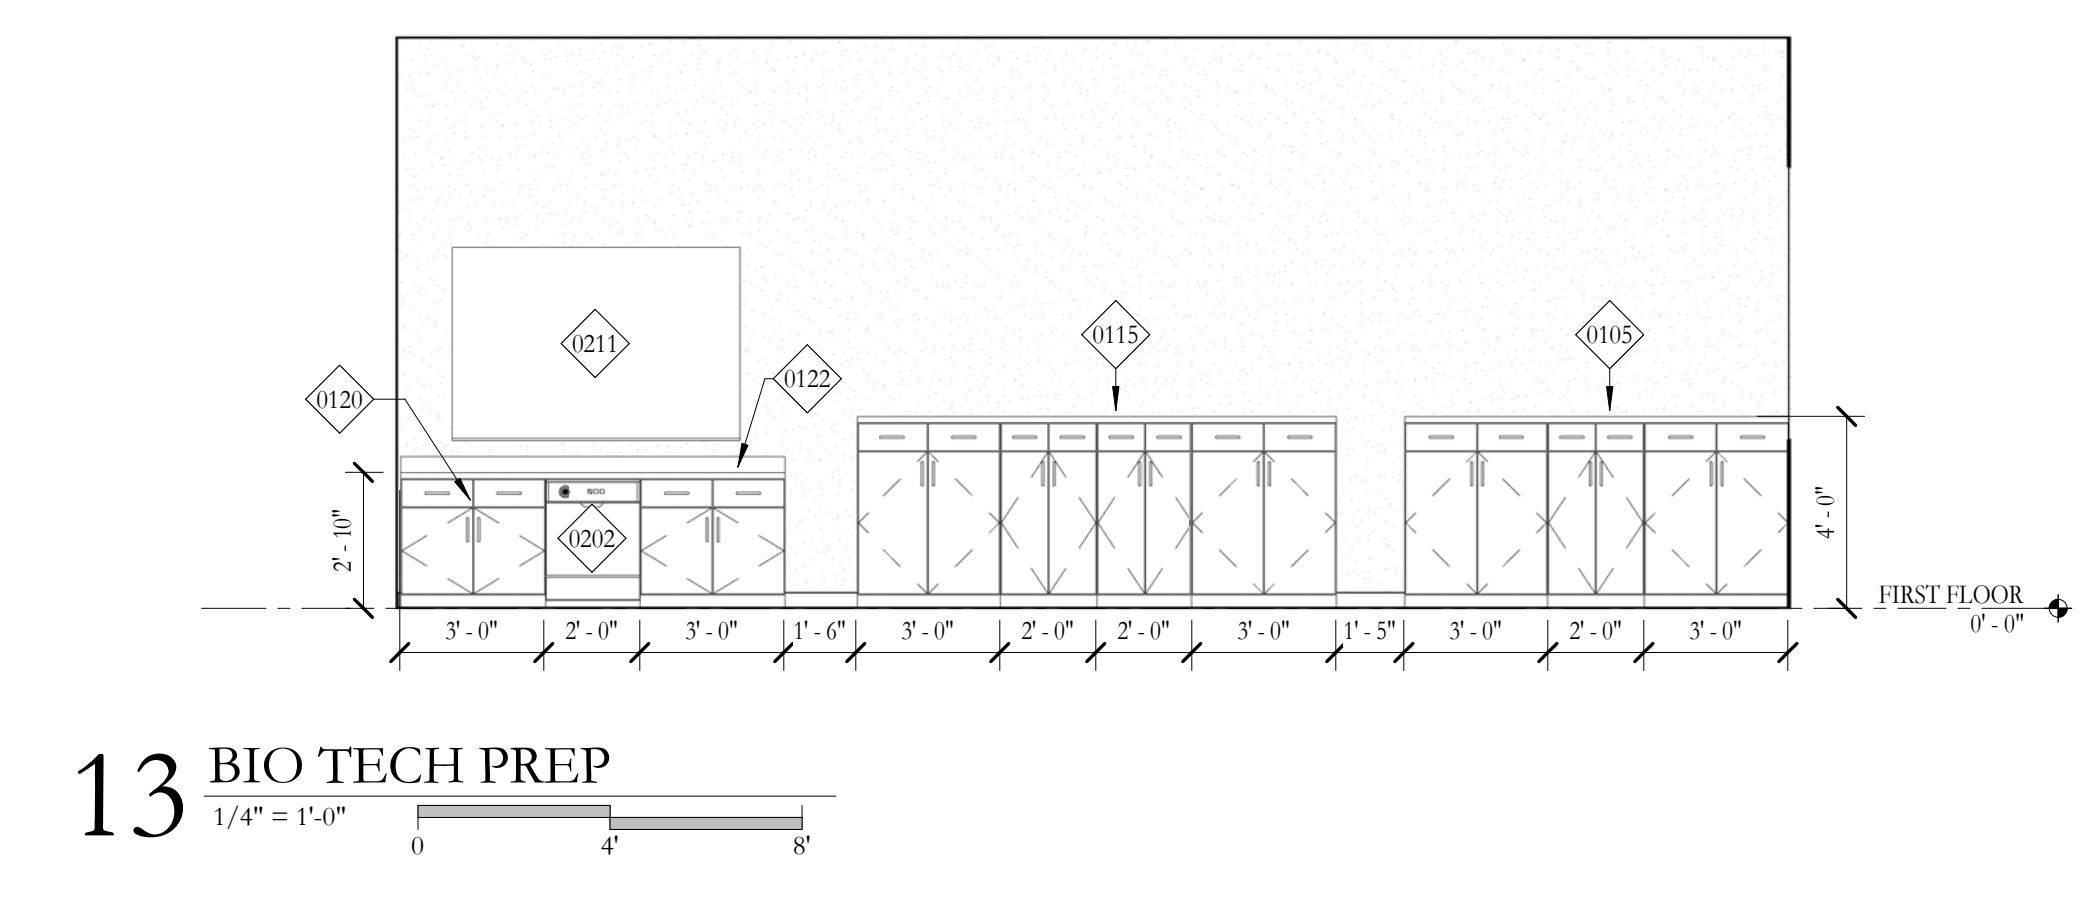 0211
0115
0105
0122
0120
0202
2' - 10"
4' - 0"
FIRST FLOOR
0' - 0"
3' - 0" 2' - 0" 3' - 0" 1' - 6" 3' - 0" 2' - 0" 2' - 0" 3' - 0" 1' - 5" 3' - 0" 2' - 0" 3' - 0"
13 BIO TECH PREP
1/4" = 1'-0"
0 4' 8'